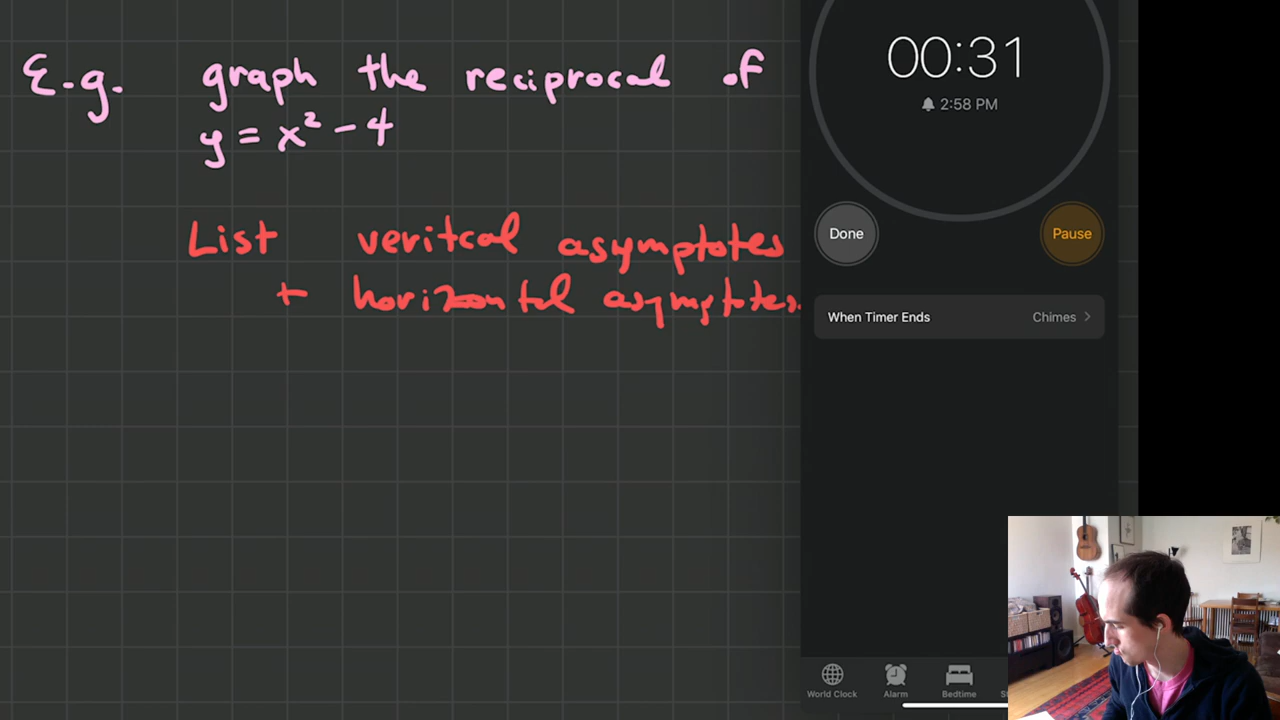 E.g. graph the reciprocal of
y = x² - 4
List veritcal asymptotes
+ horizontal asymptotes.
00:31
2:58 PM
Done
Pause
When Timer Ends Chimes
World Clock Alarm Bedtime